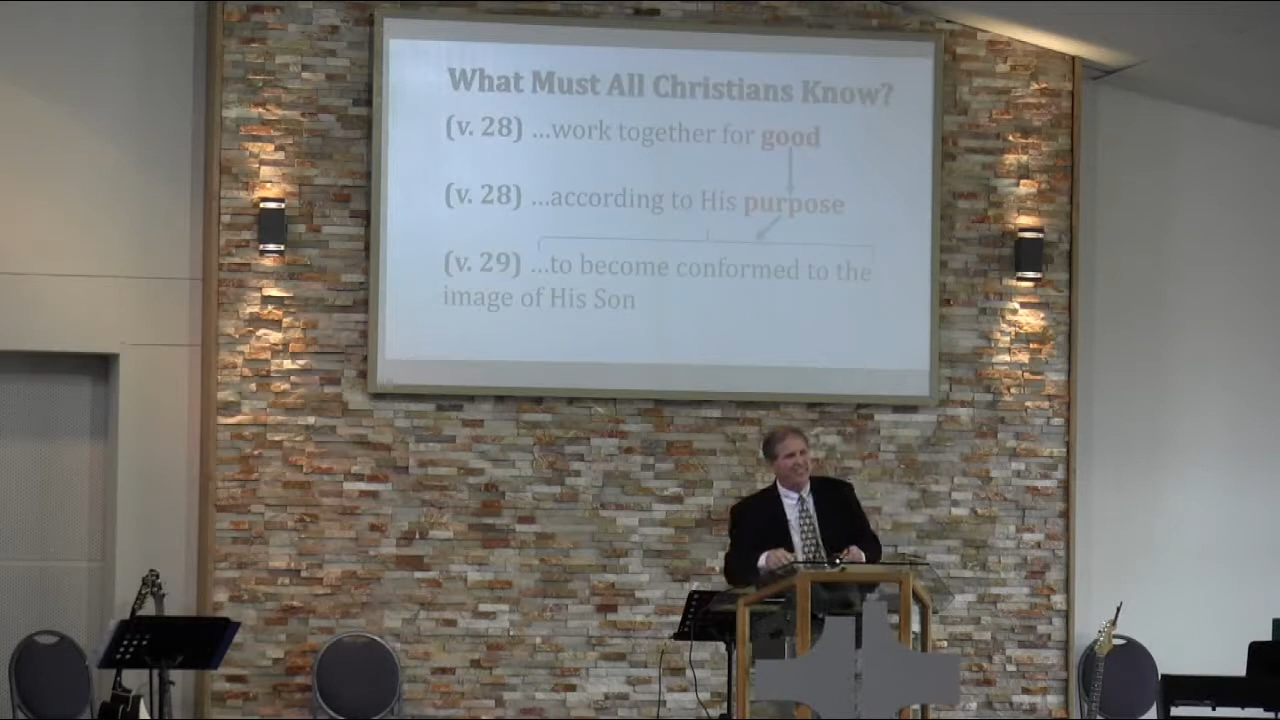 What Must All Christians Know?
(v. 28) ...work together for good
(v. 28) ...according to His purpose
(v. 29) ...to become conformed to the
image of His Son